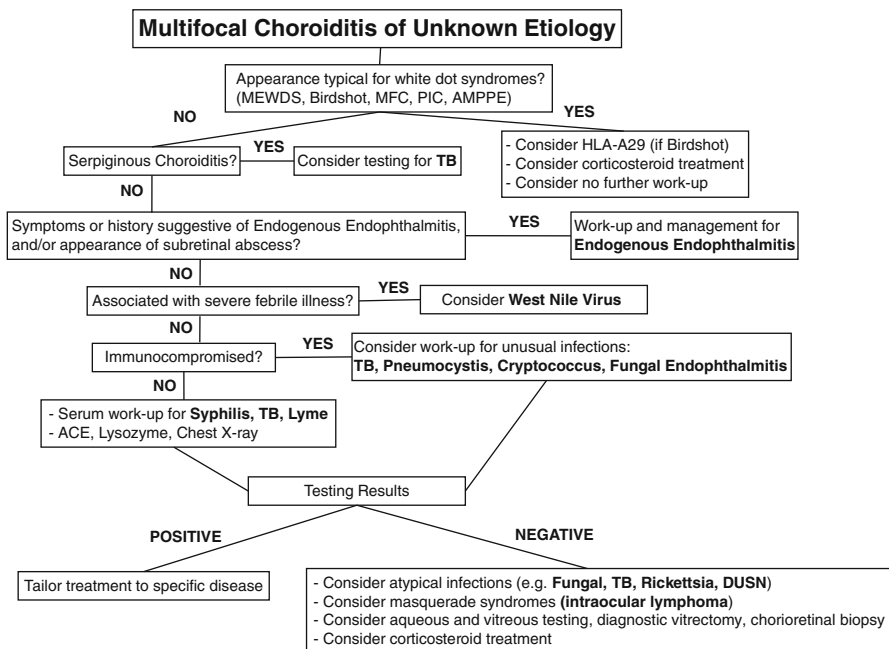 Multifocal Choroiditis of Unknown Etiology
Appearance typical for white dot syndromes?
(MEWDS, Birdshot, MFC, PIC, AMPPE)
NO
YES
Serpiginous Choroiditis?
YES
Consider testing for TB
- Consider HLA-A29 (if Birdshot)
- Consider corticosteroid treatment
- Consider no further work-up
NO
Symptoms or history suggestive of Endogenous Endophthalmitis,
and/or appearance of subretinal abscess?
YES
Work-up and management for
Endogenous Endophthalmitis
NO
Associated with severe febrile illness?
YES
Consider West Nile Virus
NO
Immunocompromised?
YES
Consider work-up for unusual infections:
TB, Pneumocystis, Cryptococcus, Fungal Endophthalmitis
NO
- Serum work-up for Syphilis, TB, Lyme
- ACE, Lysozyme, Chest X-ray
Testing Results
POSITIVE
NEGATIVE
Tailor treatment to specific disease
- Consider atypical infections (e.g. Fungal, TB, Rickettsia, DUSN)
- Consider masquerade syndromes (intraocular lymphoma)
- Consider aqueous and vitreous testing, diagnostic vitrectomy, chorioretinal biopsy
- Consider corticosteroid treatment